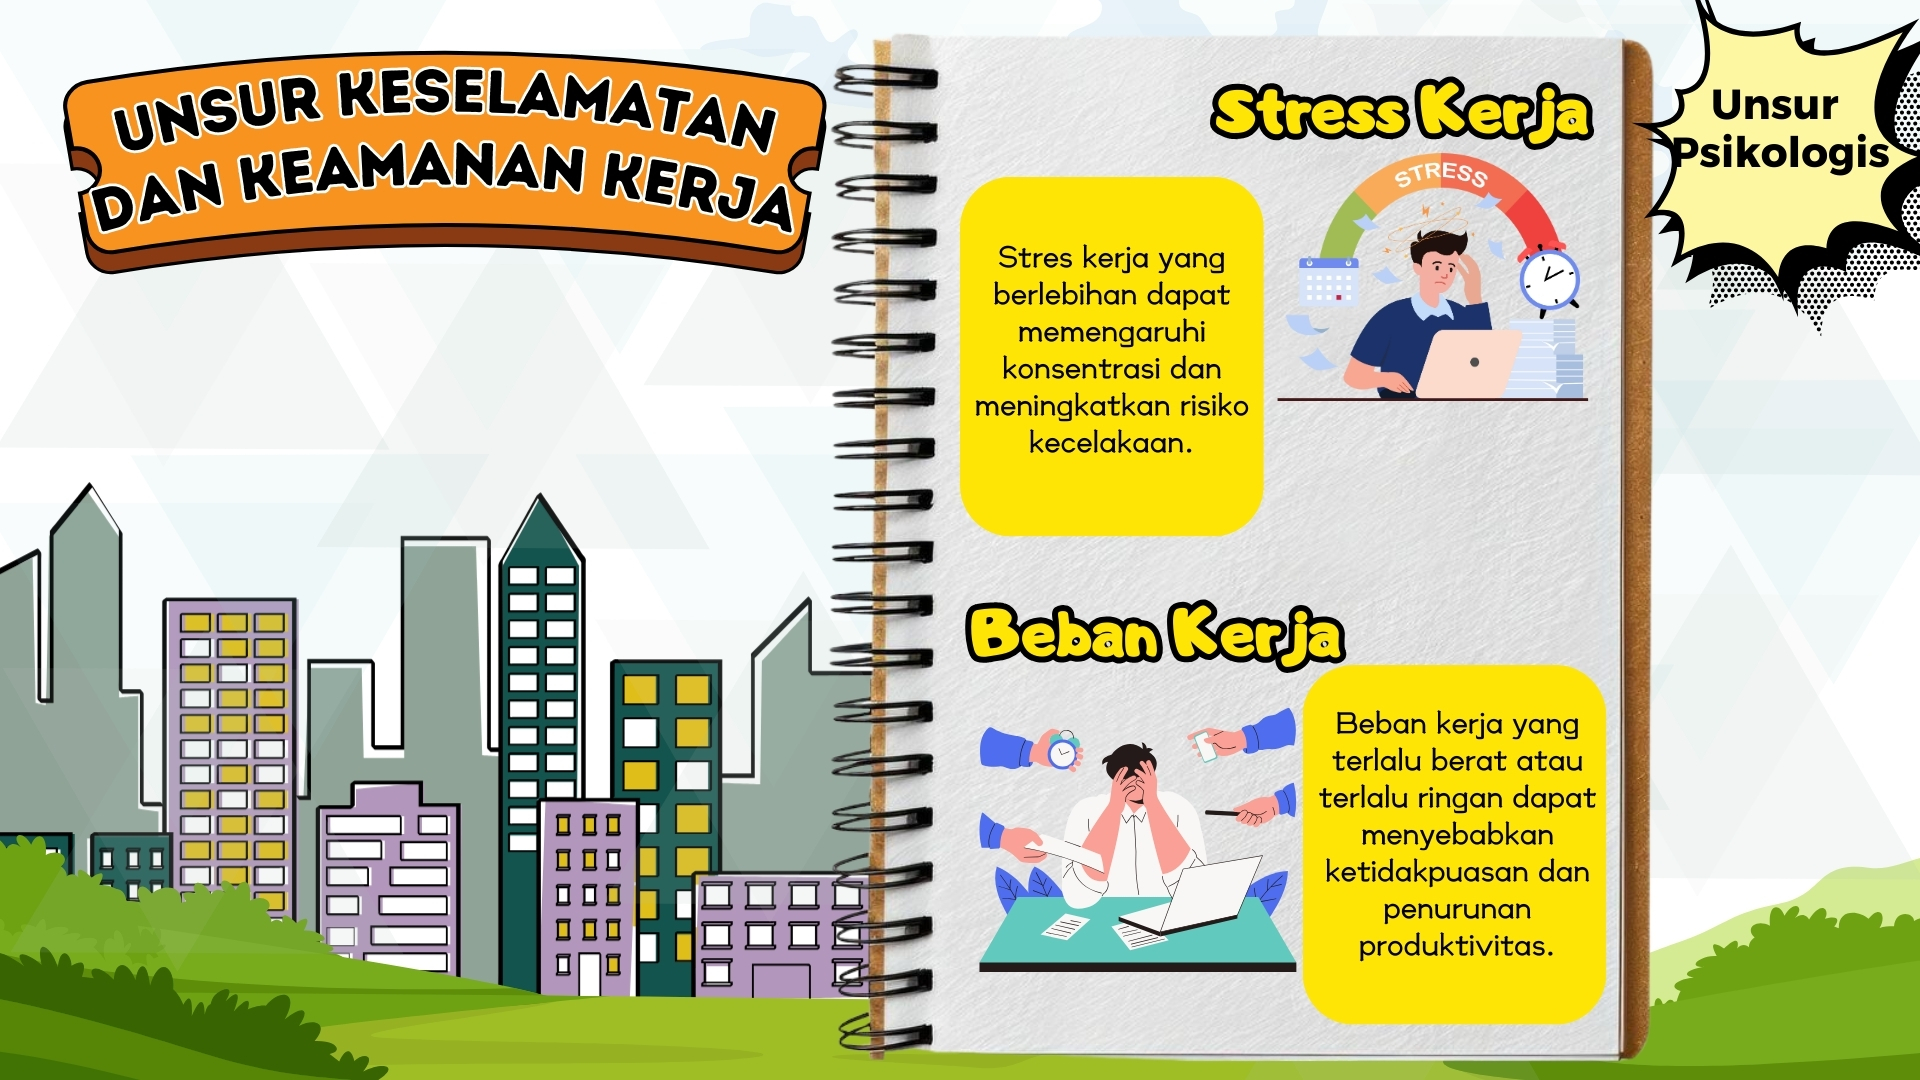 UNSUR KESELAMATAN
DAN KEAMANAN KERJA
Unsur
Psikologis
Stress Kerja
STRESS
Stres kerja yang
berlebihan dapat
memengaruhi
konsentrasi dan
meningkatkan risiko
kecelakaan.
Beban Kerja
Beban kerja yang
terlalu berat atau
terlalu ringan dapat
menyebabkan
ketidakpuasan dan
penurunan
produktivitas.